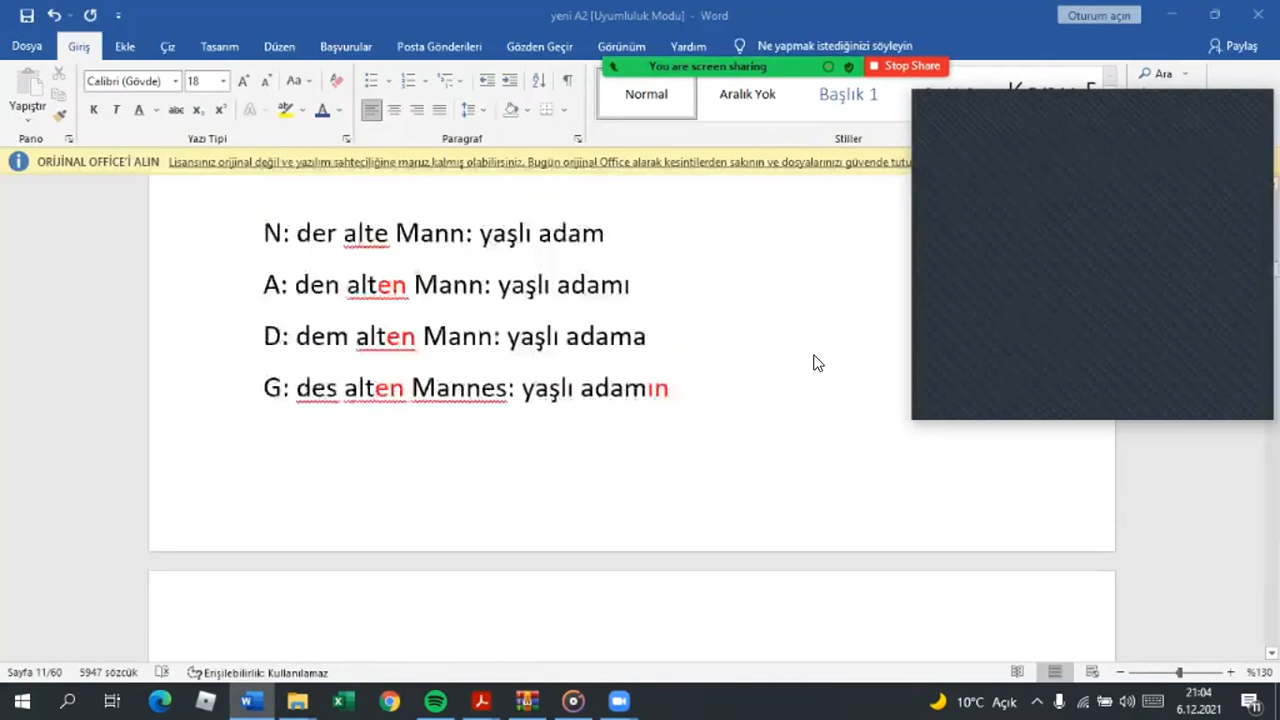 yeni A2 [Uyumluluk Modu] - Word
Oturum açın
Dosya Giriş Ekle Çiz Tasarım Düzen Başvurular Posta Gönderileri Gözden Geçir Görünüm Yardım Ne yapmak istediğinizi söyleyin Paylaş
You are screen sharing Stop Share
Yapıştır
Calibri (Gövde) 18
Aa
K T A abc x₂ x² A
Normal Aralık Yok Başlık 1
Ara
Pano Yazı Tipi Paragraf Stiller
ORİJİNAL OFFICE'İ ALIN Lisansınız orijinal değil ve yazılım sahteciliğine maruz kalmış olabilirsiniz. Bugün orijinal Office alarak kesintilerden sakının ve dosyalarınızı güvende tutu
N: der alte Mann: yaşlı adam
A: den alten Mann: yaşlı adamı
D: dem alten Mann: yaşlı adama
G: des alten Mannes: yaşlı adamın
Sayfa 11/60 5947 sözcük Erişilebilirlik: Kullanılamaz %130
10°C Açık
21:04
6.12.2021
11